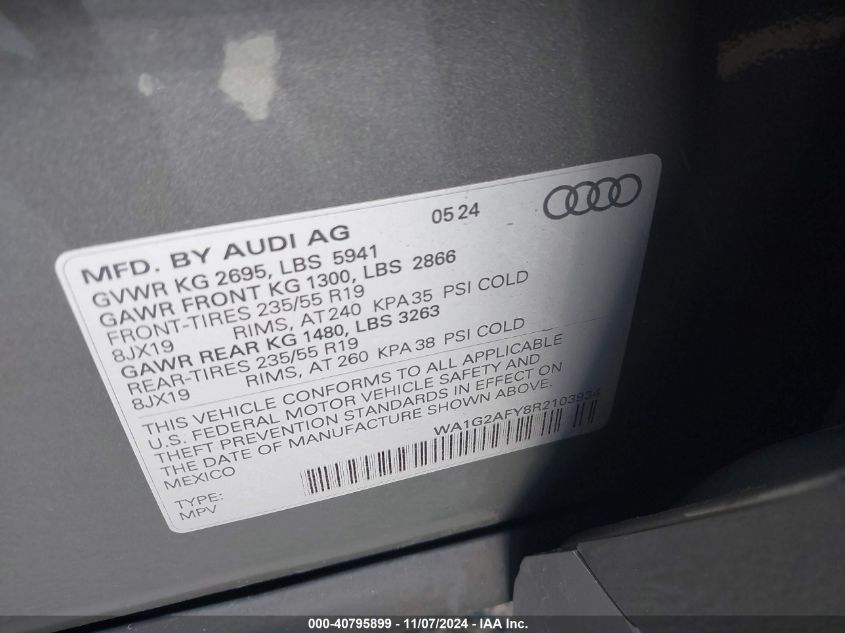 MFD. BY AUDI AG 05 24
GVWR KG 2695, LBS 5941
GAWR FRONT KG 1300, LBS 2866
FRONT-TIRES 235/55 R19
8JX19 RIMS, AT 240 KPA 35 PSI COLD
GAWR REAR KG 1480, LBS 3263
REAR-TIRES 235/55 R19
8JX19 RIMS, AT 260 KPA 38 PSI COLD
THIS VEHICLE CONFORMS TO ALL APPLICABLE
U.S. FEDERAL MOTOR VEHICLE SAFETY AND
THEFT PREVENTION STANDARDS IN EFFECT ON
THE DATE OF MANUFACTURE SHOWN ABOVE.
MEXICO WA1G2AFY8R2103934
TYPE:
MPV
000-40795899 - 11/07/2024 - IAA Inc.